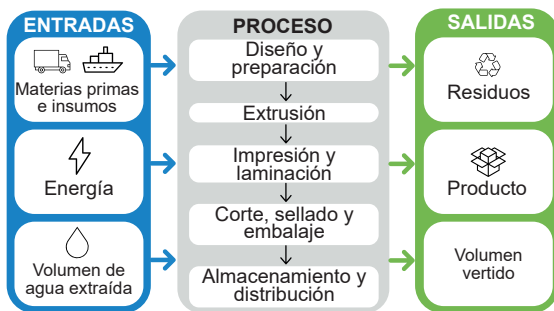 ENTRADAS
Materias primas
e insumos
Energía
Volumen de
agua extraída
PROCESO
Diseño y
preparación
Extrusión
Impresión y
laminación
Corte, sellado y
embalaje
Almacenamiento y
distribución
SALIDAS
Residuos
Producto
Volumen
vertido